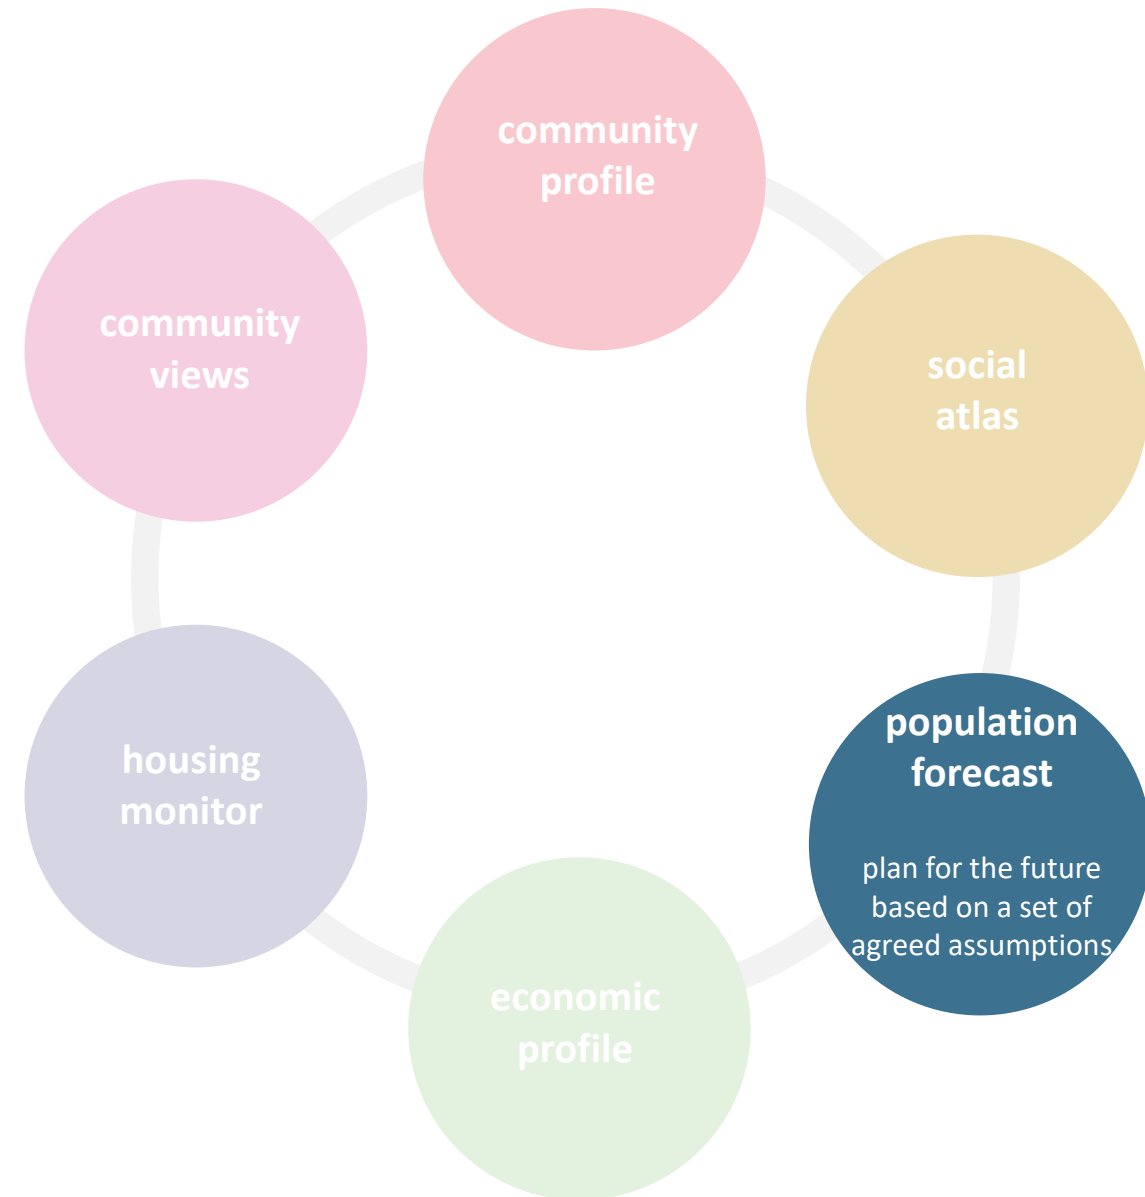 community
profile
social
atlas
population
forecast
plan for the future
based on a set of
agreed assumptions
economic
profile
housing
monitor
community
views